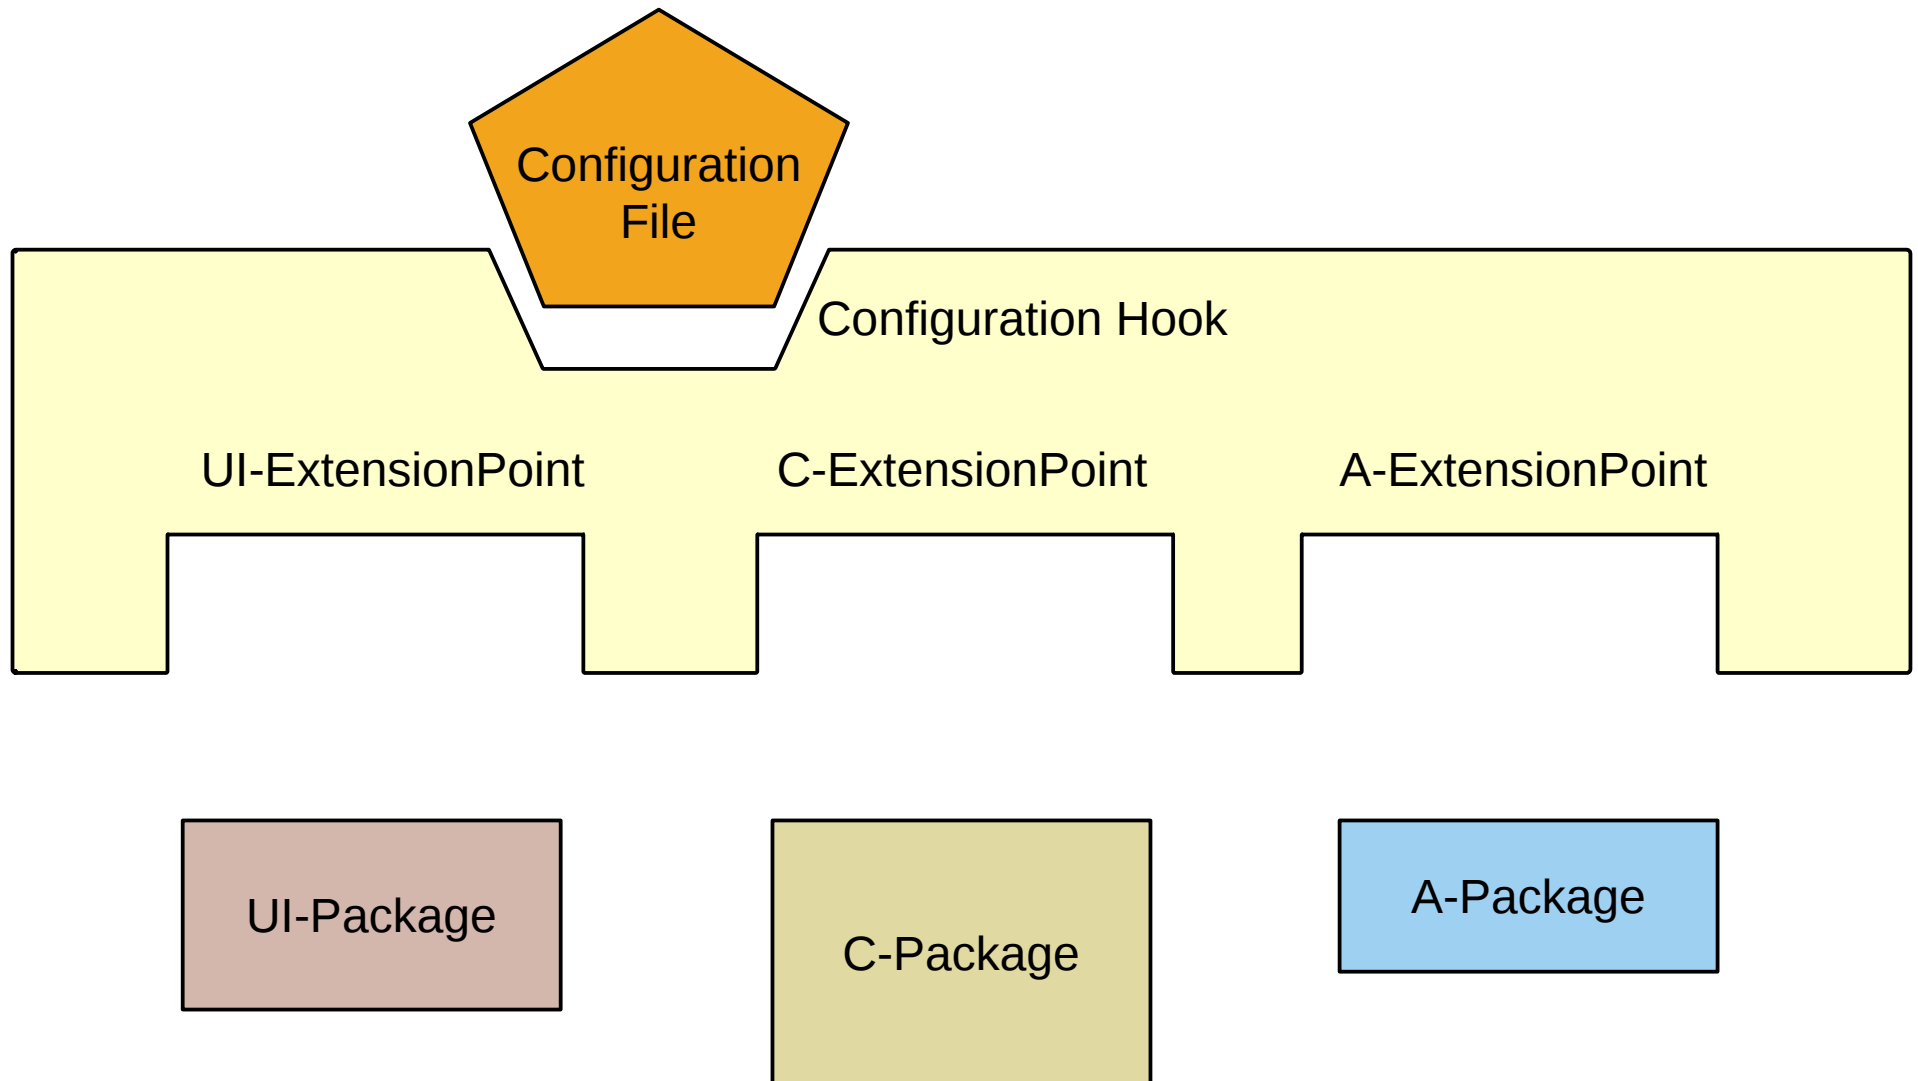 Configuration
File
Configuration Hook
UI-ExtensionPoint
C-ExtensionPoint
A-ExtensionPoint
UI-Package
C-Package
A-Package